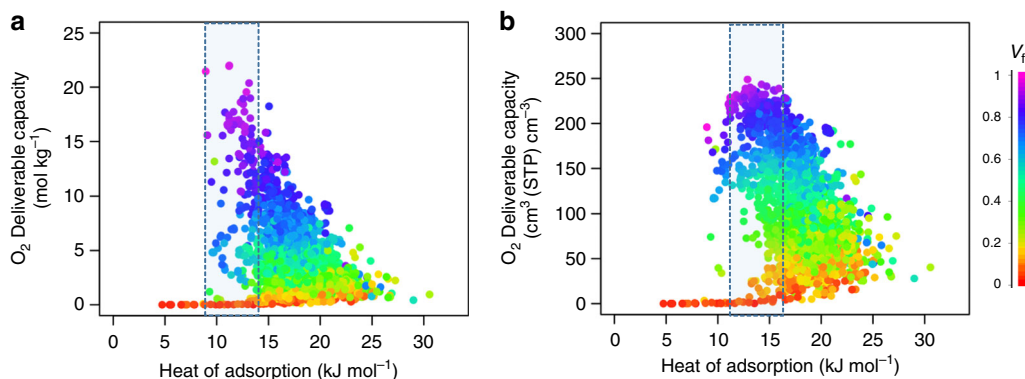 a
25
20
15
10
5
0
O₂ Deliverable capacity
(mol kg⁻¹)
0 5 10 15 20 25 30
Heat of adsorption (kJ mol⁻¹)
b
300
250
200
150
100
50
0
O₂ Deliverable capacity
cm³ (STP) cm⁻³)
0 5 10 15 20 25 30
Heat of adsorption (kJ mol⁻¹)
Vf
1
0.8
0.6
0.4
0.2
0